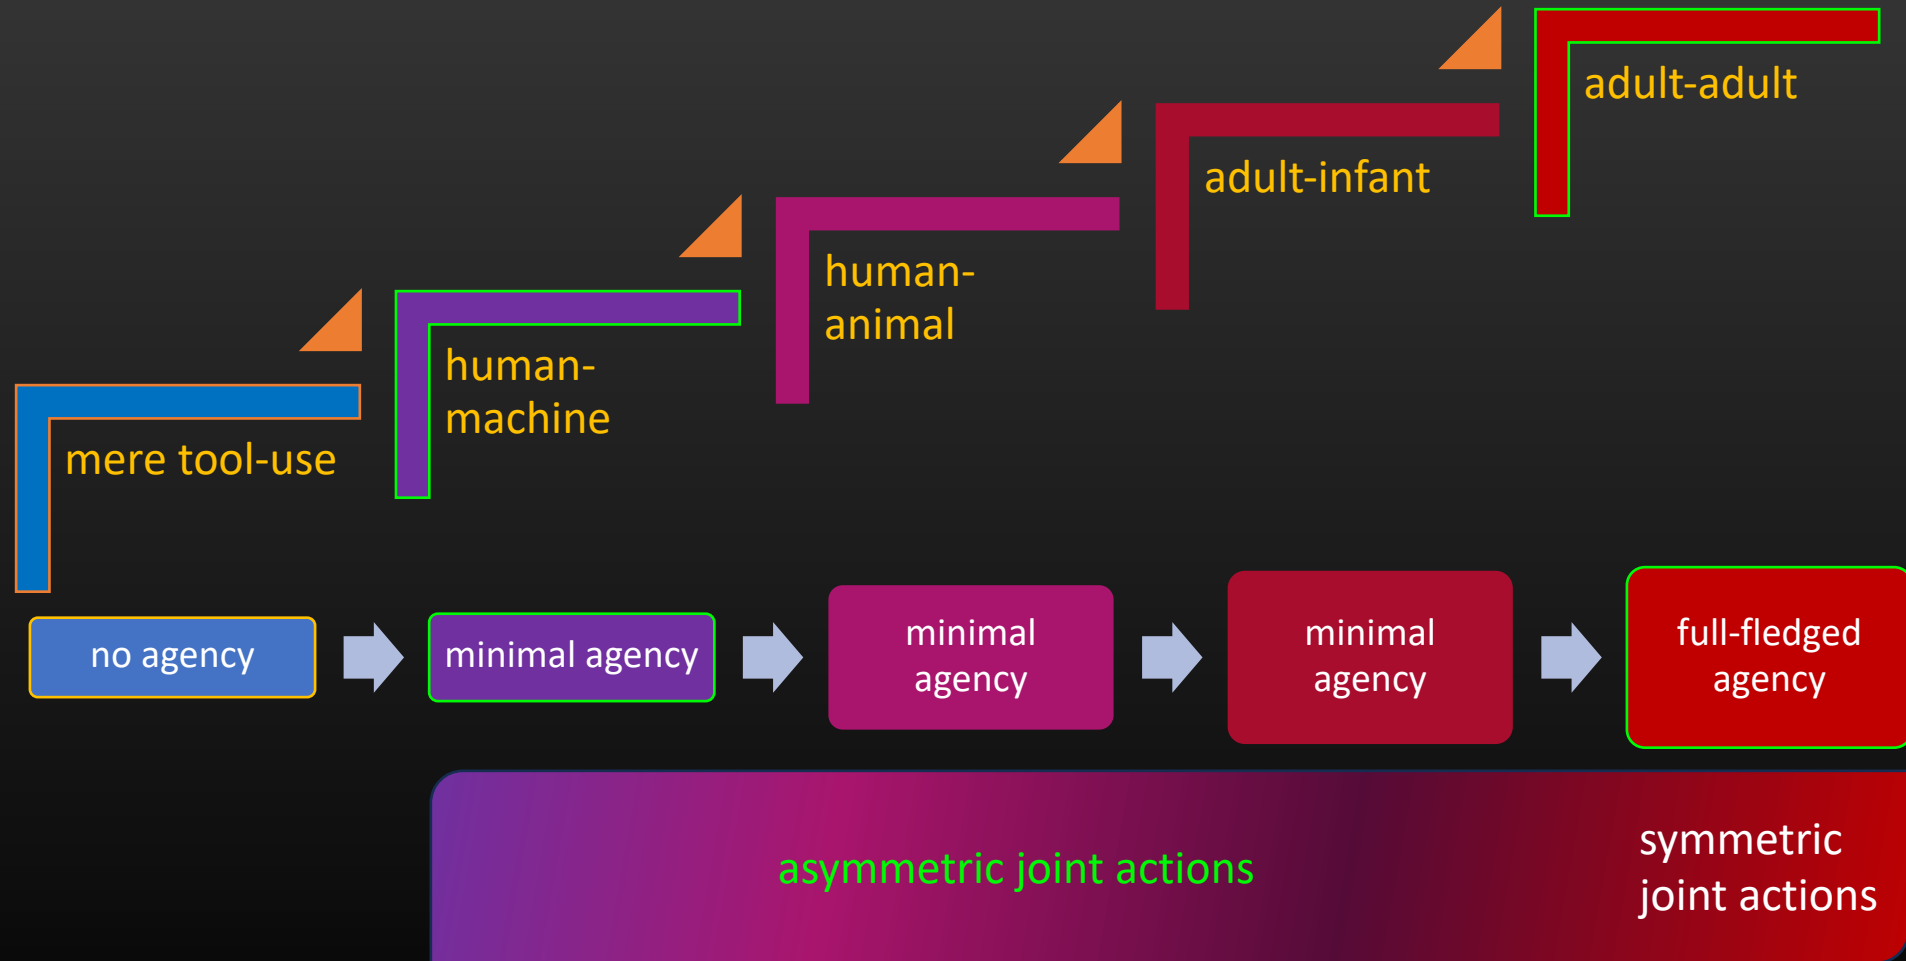 adult-adult
adult-infant
human-
animal
human-
machine
mere tool-use
no agency
minimal agency
minimal
agency
minimal
agency
full-fledged
agency
asymmetric joint actions
symmetric
joint actions